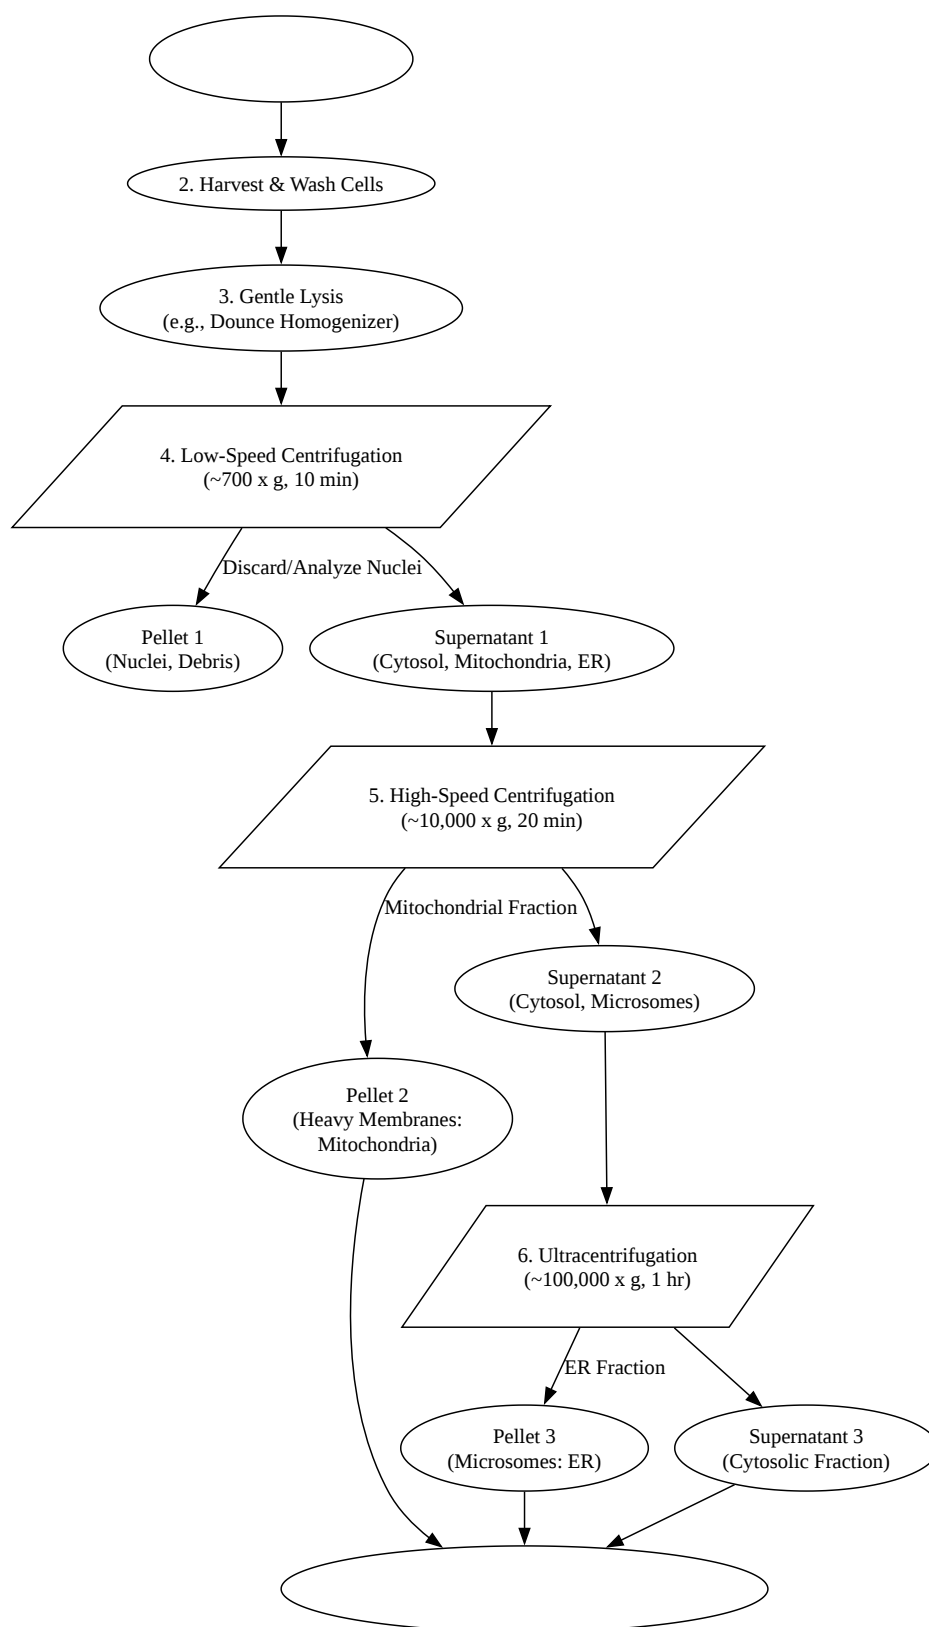 2. Harvest & Wash Cells
3. Gentle Lysis
(e.g., Dounce Homogenizer)
4. Low-Speed Centrifugation
(~700 x g, 10 min)
Discard/Analyze Nuclei
Pellet 1
(Nuclei, Debris)
Supernatant 1
(Cytosol, Mitochondria, ER)
5. High-Speed Centrifugation
(~10,000 x g, 20 min)
Mitochondrial Fraction
Supernatant 2
(Cytosol, Microsomes)
Pellet 2
(Heavy Membranes:
Mitochondria)
6. Ultracentrifugation
(~100,000 x g, 1 hr)
ER Fraction
Pellet 3
(Microsomes: ER)
Supernatant 3
(Cytosolic Fraction)